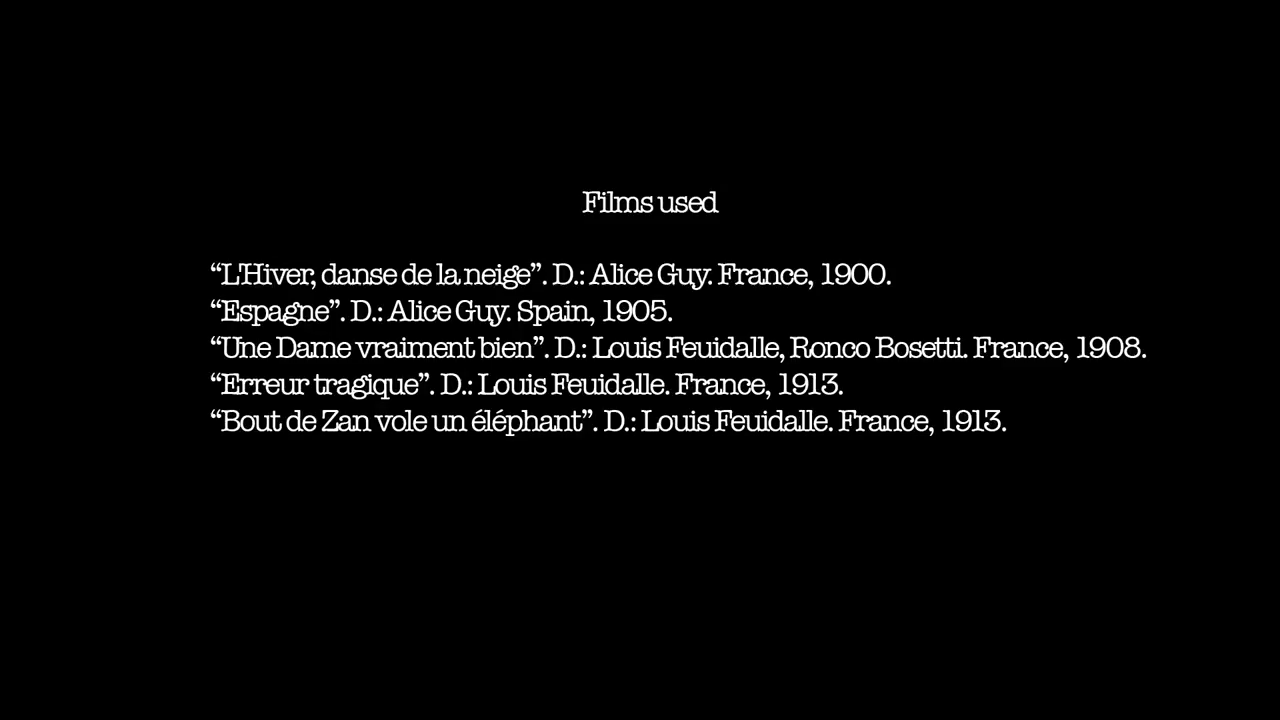 Films used
“L'Hiver, danse de la neige”. D.: Alice Guy. France, 1900.
“Espagne”. D.: Alice Guy. Spain, 1905.
“Une Dame vraiment bien”. D.: Louis Feuidalle, Ronco Bosetti. France, 1908.
“Erreur tragique”. D.: Louis Feuidalle. France, 1913.
“Bout de Zan vole un éléphant”. D.: Louis Feuidalle. France, 1913.